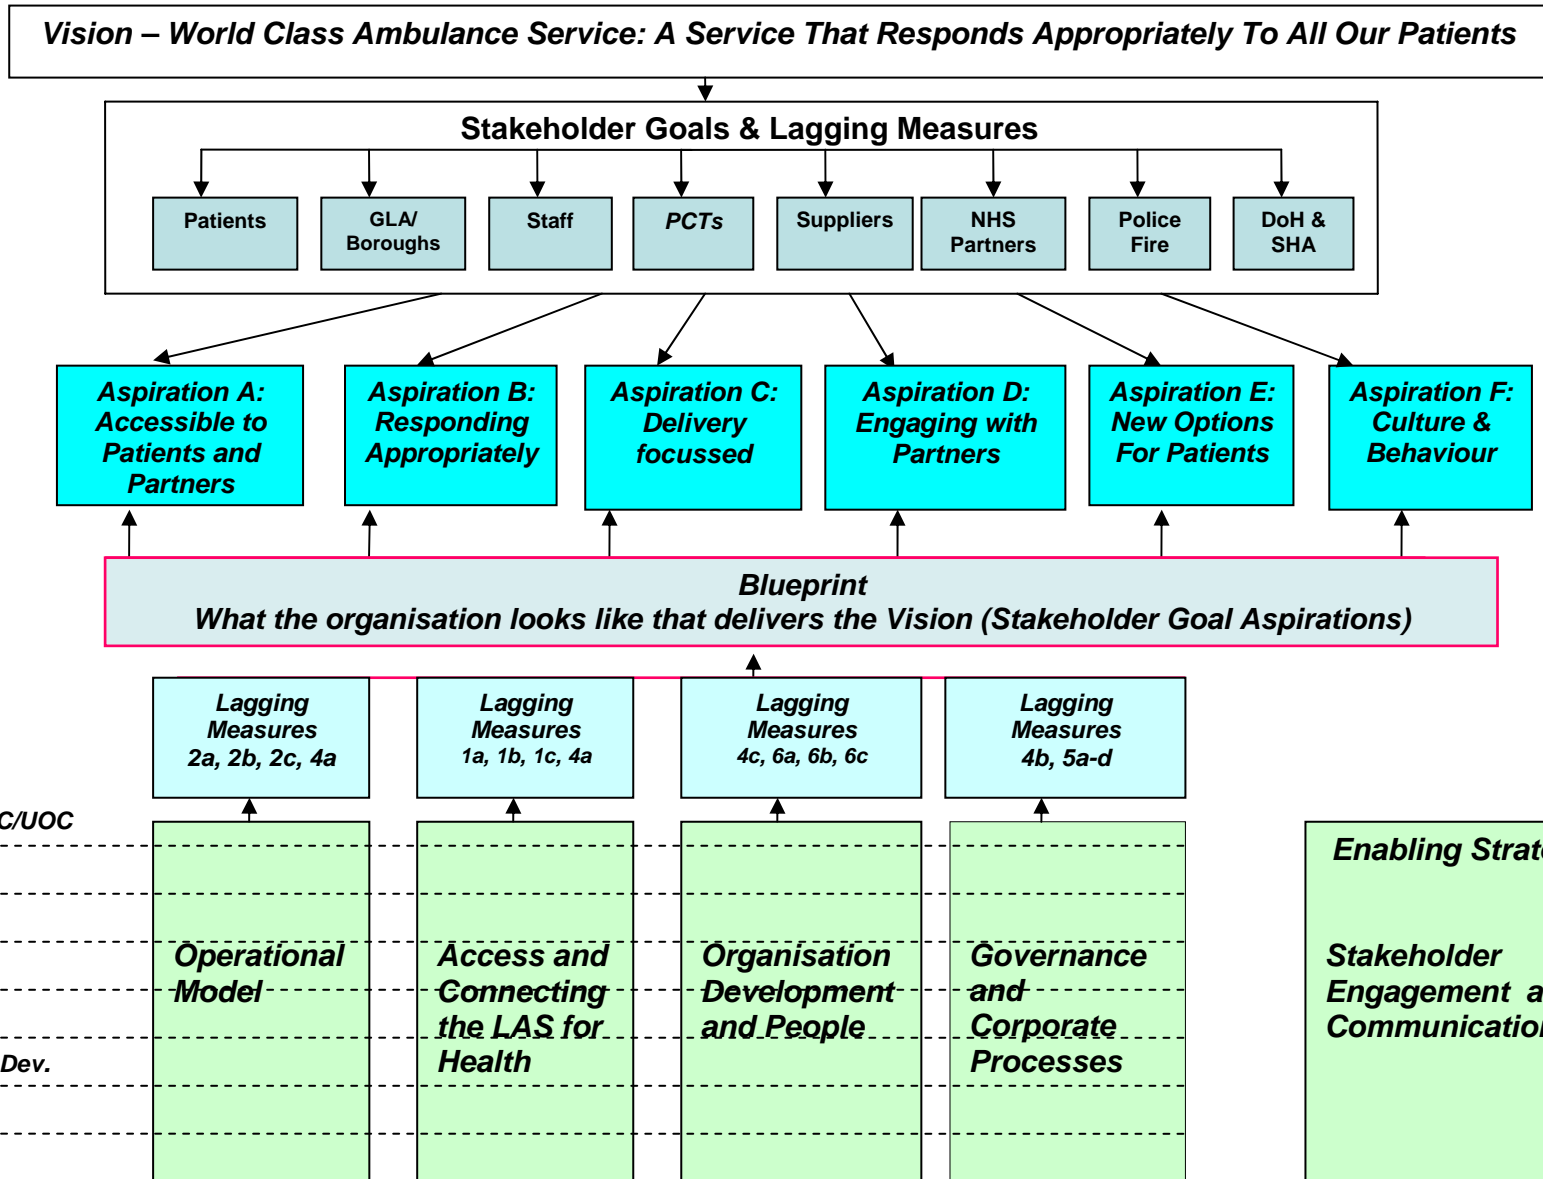 Vision – World Class Ambulance Service: A Service That Responds Appropriately To All Our Patients
Stakeholder Goals & Lagging Measures
Patients
GLA/
Boroughs
Staff
PCTs
Suppliers
NHS
Partners
Police
Fire
DoH &
SHA
Aspiration A:
Accessible to
Patients and
Partners
Aspiration B:
Responding
Appropriately
Aspiration C:
Delivery
focussed
Aspiration D:
Engaging with
Partners
Aspiration E:
New Options
For Patients
Aspiration F:
Culture &
Behaviour
Blueprint
What the organisation looks like that delivers the Vision (Stakeholder Goal Aspirations)
Lagging
Measures
2a, 2b, 2c, 4a
Lagging
Measures
1a, 1b, 1c, 4a
Lagging
Measures
4c, 6a, 6b, 6c
Lagging
Measures
4b, 5a-d
C/UOC
Dev.
Operational
Model
Access and
Connecting
the LAS for
Health
Organisation
Development
and People
Governance
and
Corporate
Processes
Enabling
Stakeholder
Engagement